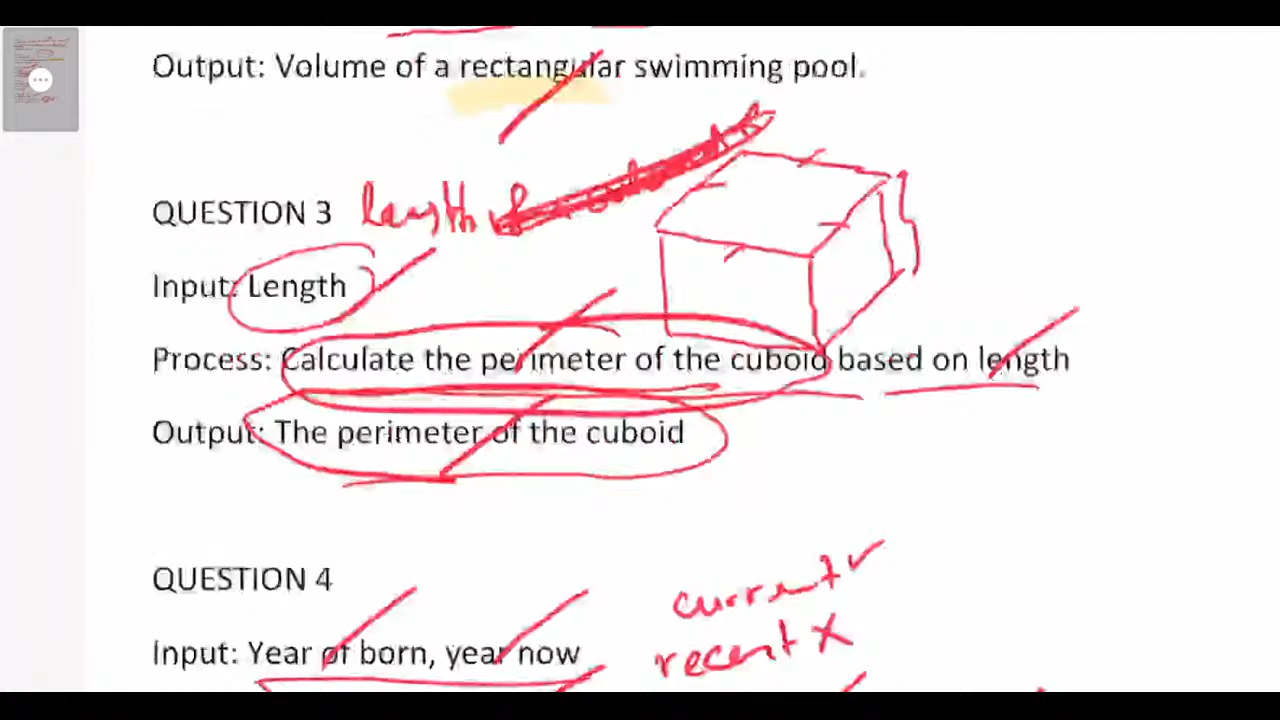 Output: Volume of a rectangular swimming pool.
QUESTION 3 length
Input: Length
Process: Calculate the perimeter of the cuboid based on length
Output: The perimeter of the cuboid
QUESTION 4
current
Input: Year of born, year now
recent